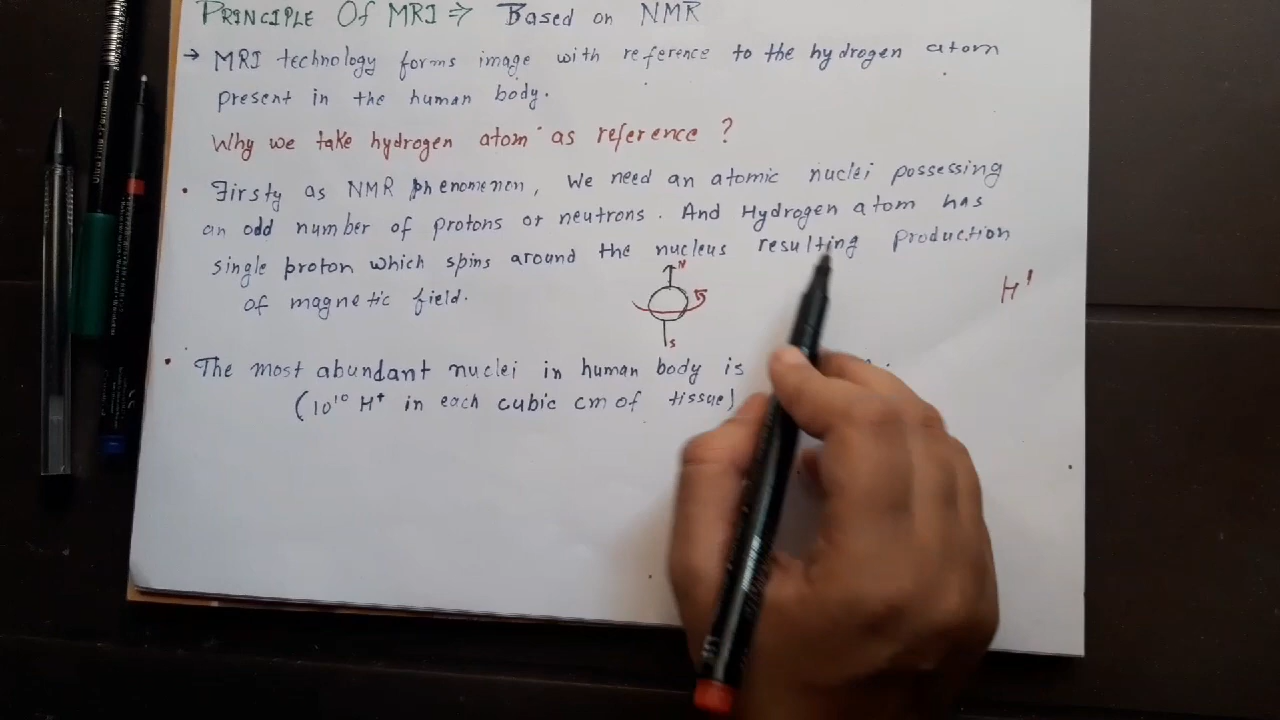 PRINCIPLE Of MRI ⇒ Based on NMR
→ MRI technology forms image with reference to the hydrogen atom
present in the human body.
Why we take hydrogen atom as reference ?
• Firsty as NMR phenomenon, We need an atomic nuclei possessing
an odd number of protons or neutrons. And Hydrogen atom has
single proton which spins around the nucleus resulting production
of magnetic field.
N
S
H¹
• The most abundant nuclei in human body is
(10¹⁰ H⁺ in each cubic cm of tissue)